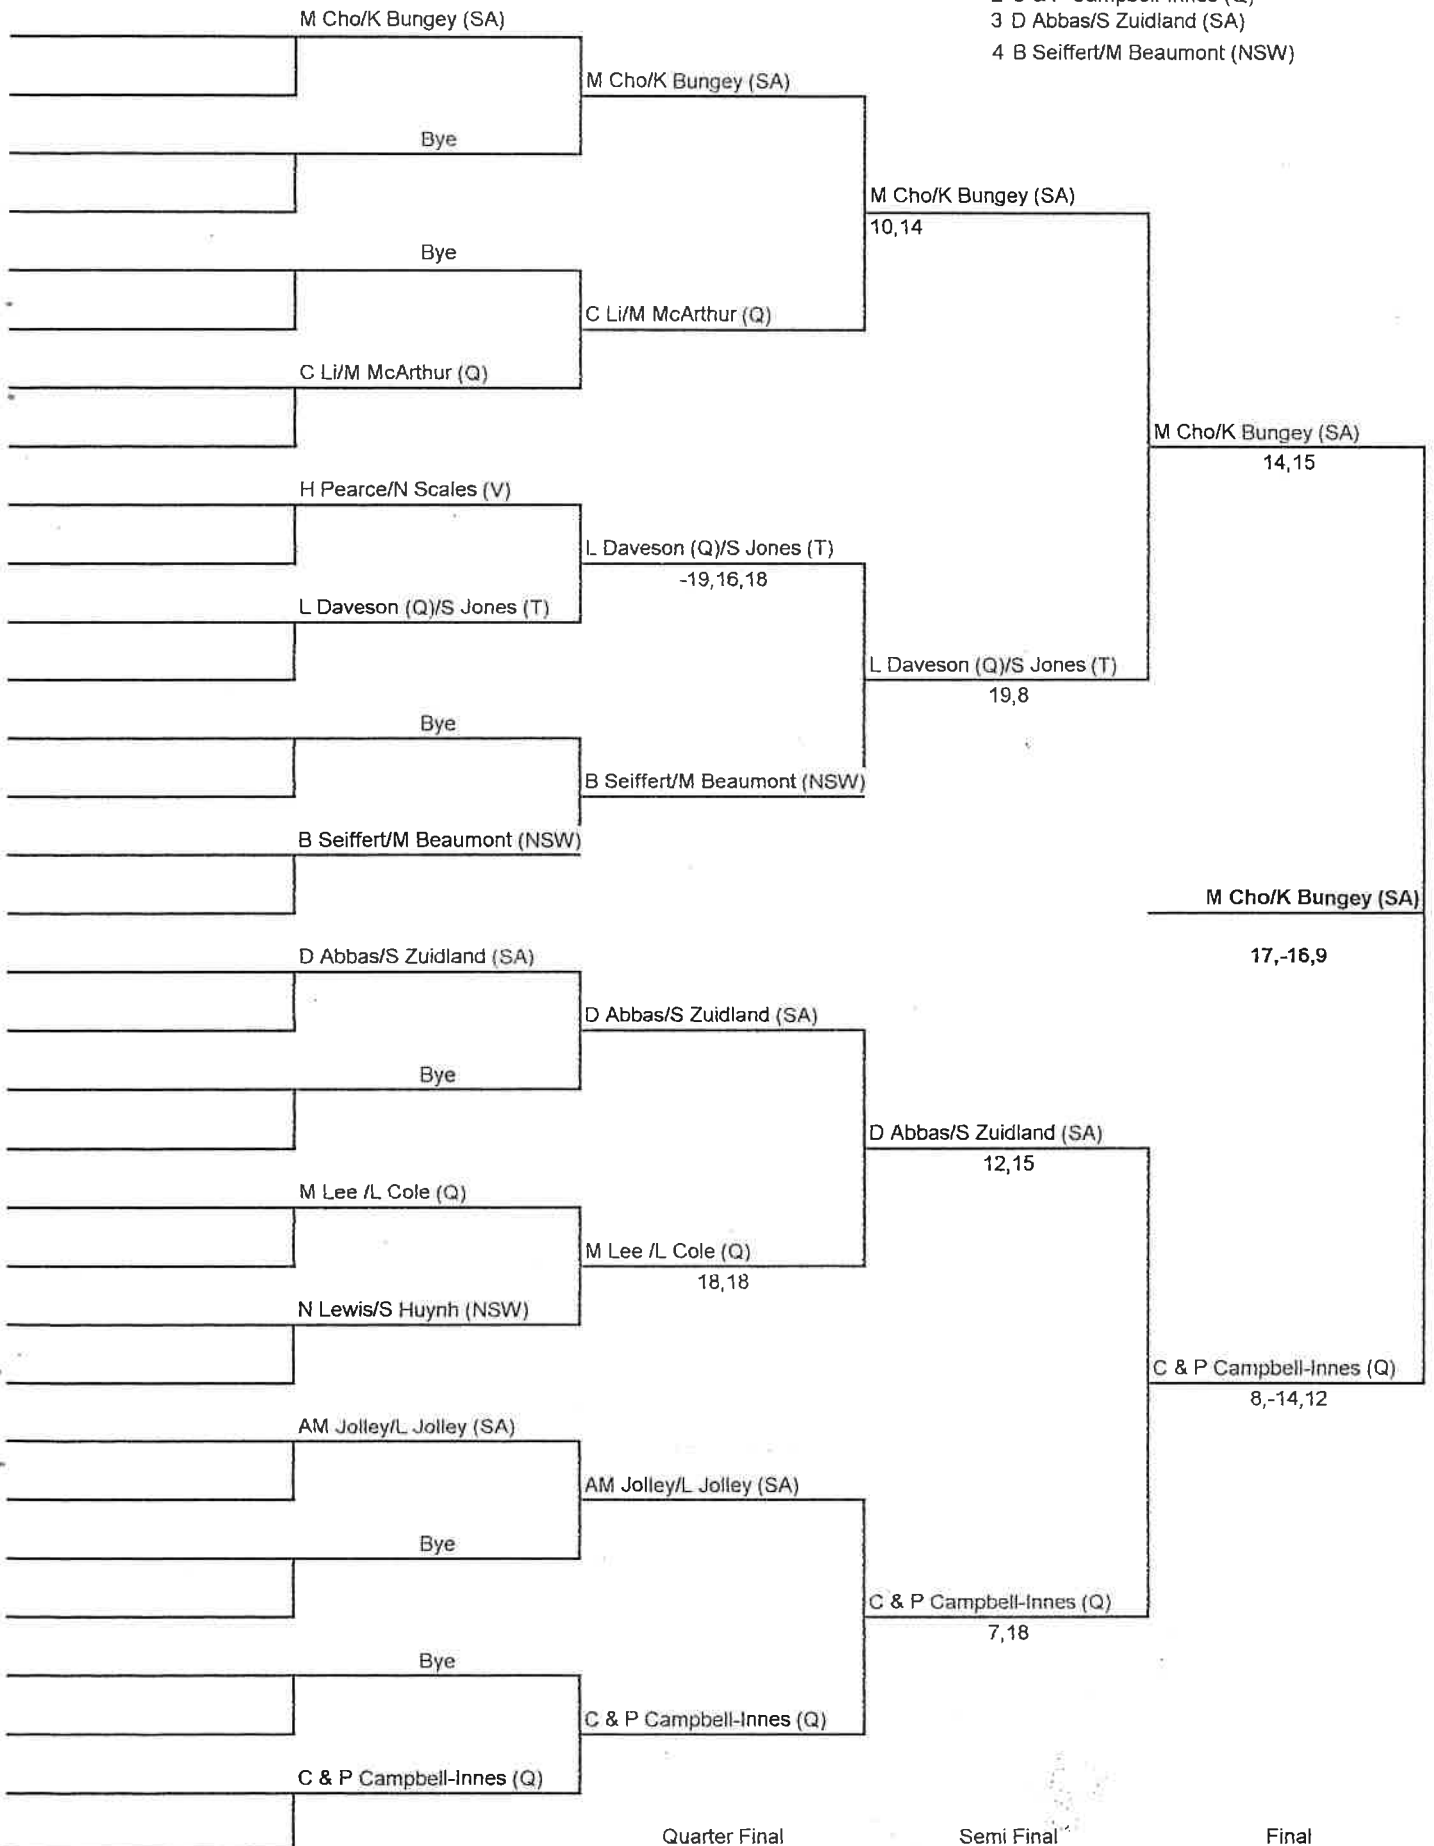 3 D Abbas/S Zuidland (SA)
4 B Seiffert/M Beaumont (NSW)
M Cho/K Bungey (SA)
M Cho/K Bungey (SA)
Bye
M Cho/K Bungey (SA)
10,14
Bye
C Li/M McArthur (Q)
C Li/M McArthur (Q)
M Cho/K Bungey (SA)
14,15
H Pearce/N Scales (V)
L Daveson (Q)/S Jones (T)
-19,16,18
L Daveson (Q)/S Jones (T)
L Daveson (Q)/S Jones (T)
19,8
Bye
B Seiffert/M Beaumont (NSW)
B Seiffert/M Beaumont (NSW)
M Cho/K Bungey (SA)
17,-16,9
D Abbas/S Zuidland (SA)
D Abbas/S Zuidland (SA)
Bye
D Abbas/S Zuidland (SA)
12,15
M Lee /L Cole (Q)
M Lee /L Cole (Q)
18,18
N Lewis/S Huynh (NSW)
C & P Campbell-Innes (Q)
8,-14,12
AM Jolley/L Jolley (SA)
AM Jolley/L Jolley (SA)
Bye
C & P Campbell-Innes (Q)
7,18
Bye
C & P Campbell-Innes (Q)
C & P Campbell-Innes (Q)
Quarter Final
Semi Final
Final